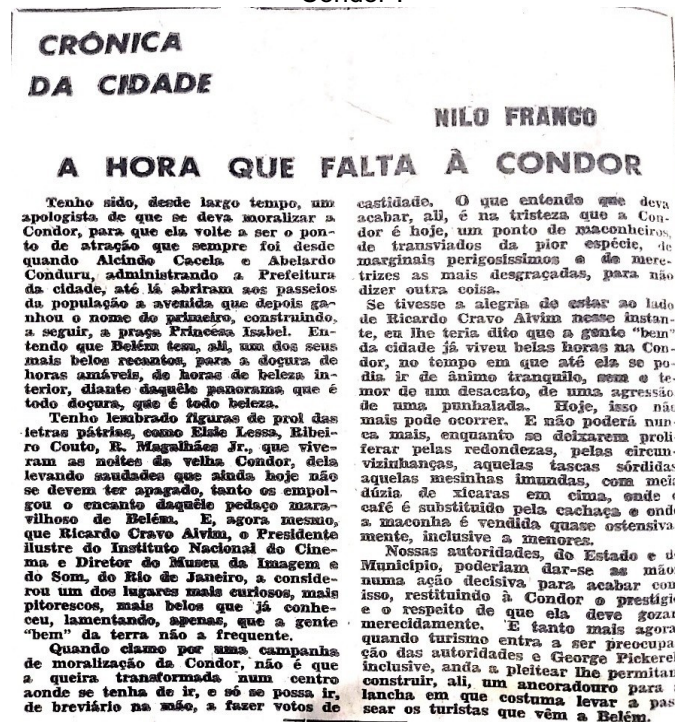 CRÔNICA
DA CIDADE
NILO FRANCO
A HORA QUE FALTA À CONDOR
Tenho sido, desde largo tempo, um
apologista de que se deva moralizar a
Condor, para que ela volte a ser o pon-
to de atração que sempre foi desde
quando Alcindo Cacela e Abelardo
Conduru, administrando a Prefeitura
da cidade, até lá abriram aos passeios
da população a avenida que depois ga-
nhou o nome do primeiro, construindo,
a seguir, a praça Princesa Isabel. En-
tendo que Belém tem, ali, um dos seus
mais belos recantos, para a doçura de
horas amáveis, de horas de beleza in-
terior, diante daquêle panorama que é
todo doçura, que é todo beleza.
Tenho lembrado figuras de prol das
letras pátrias, como Elsie Lessa, Ribei-
ro Couto, R. Magalhães Jr., que vive-
ram as noites da velha Condor, dela
levando saudades que ainda hoje não
se devem ter apagado, tanto os empol-
gou o encanto daquêle pedaço mara-
vilhoso de Belém. E, agora mesmo,
que Ricardo Cravo Alvim, o Presidente
ilustre do Instituto Nacional do Cine-
ma e Diretor do Museu da Imagem e
do Som, do Rio de Janeiro, a conside-
rou um dos lugares mais curiosos, mais
pitorescos, mais belos que já conhe-
ceu, lamentando, apenas, que a gente
"bem" da terra não a frequente.
Quando clamo por uma campanha
de moralização da Condor, não é que
a queira transformada num centro
aonde se tenha de ir, e só se possa ir,
de breviário na mão, a fazer votos de
castidade. O que entendo que deva
acabar, ali, é na tristeza que a Con-
dor é hoje, um ponto de maconheiros,
de transviados da pior espécie, de
marginais perigosíssimos e de mere-
trizes as mais desgraçadas, para não
dizer outra coisa.
Se tivesse a alegria de estar ao lado
de Ricardo Cravo Alvim nesse instan-
te, eu lhe teria dito que a gente "bem"
da cidade já viveu belas horas na Con-
dor, no tempo em que até ela se po-
dia ir de ânimo tranquilo, sem o te-
mor de um desacato, de uma agressão
de uma punhalada. Hoje, isso não
mais pode ocorrer. E não poderá nun-
ca mais, enquanto se deixarem proli
ferar pelas redondezas, pelas circun-
vizinhanças, aquelas tascas sórdidas
aquelas mesinhas imundas, com mei
dúzia de xícaras em cima, onde
café é substituido pela cachaça e ond
a maconha é vendida quase ostensiva
mente, inclusive a menores.
Nossas autoridades, do Estado e d
Município, poderiam dar-se as mão
numa ação decisiva para acabar com
isso, restituindo à Condor o prestígi
e o respeito de que ela deve gozar
merecidamente. E tanto mais agora
quando turismo entra a ser preocupa
ção das autoridades e George Pickerel
inclusive, anda a pleitear lhe permitam
construir, ali, um ancoradouro para
lancha em que costuma levar a pas
sear os turistas que vêm a Belém.